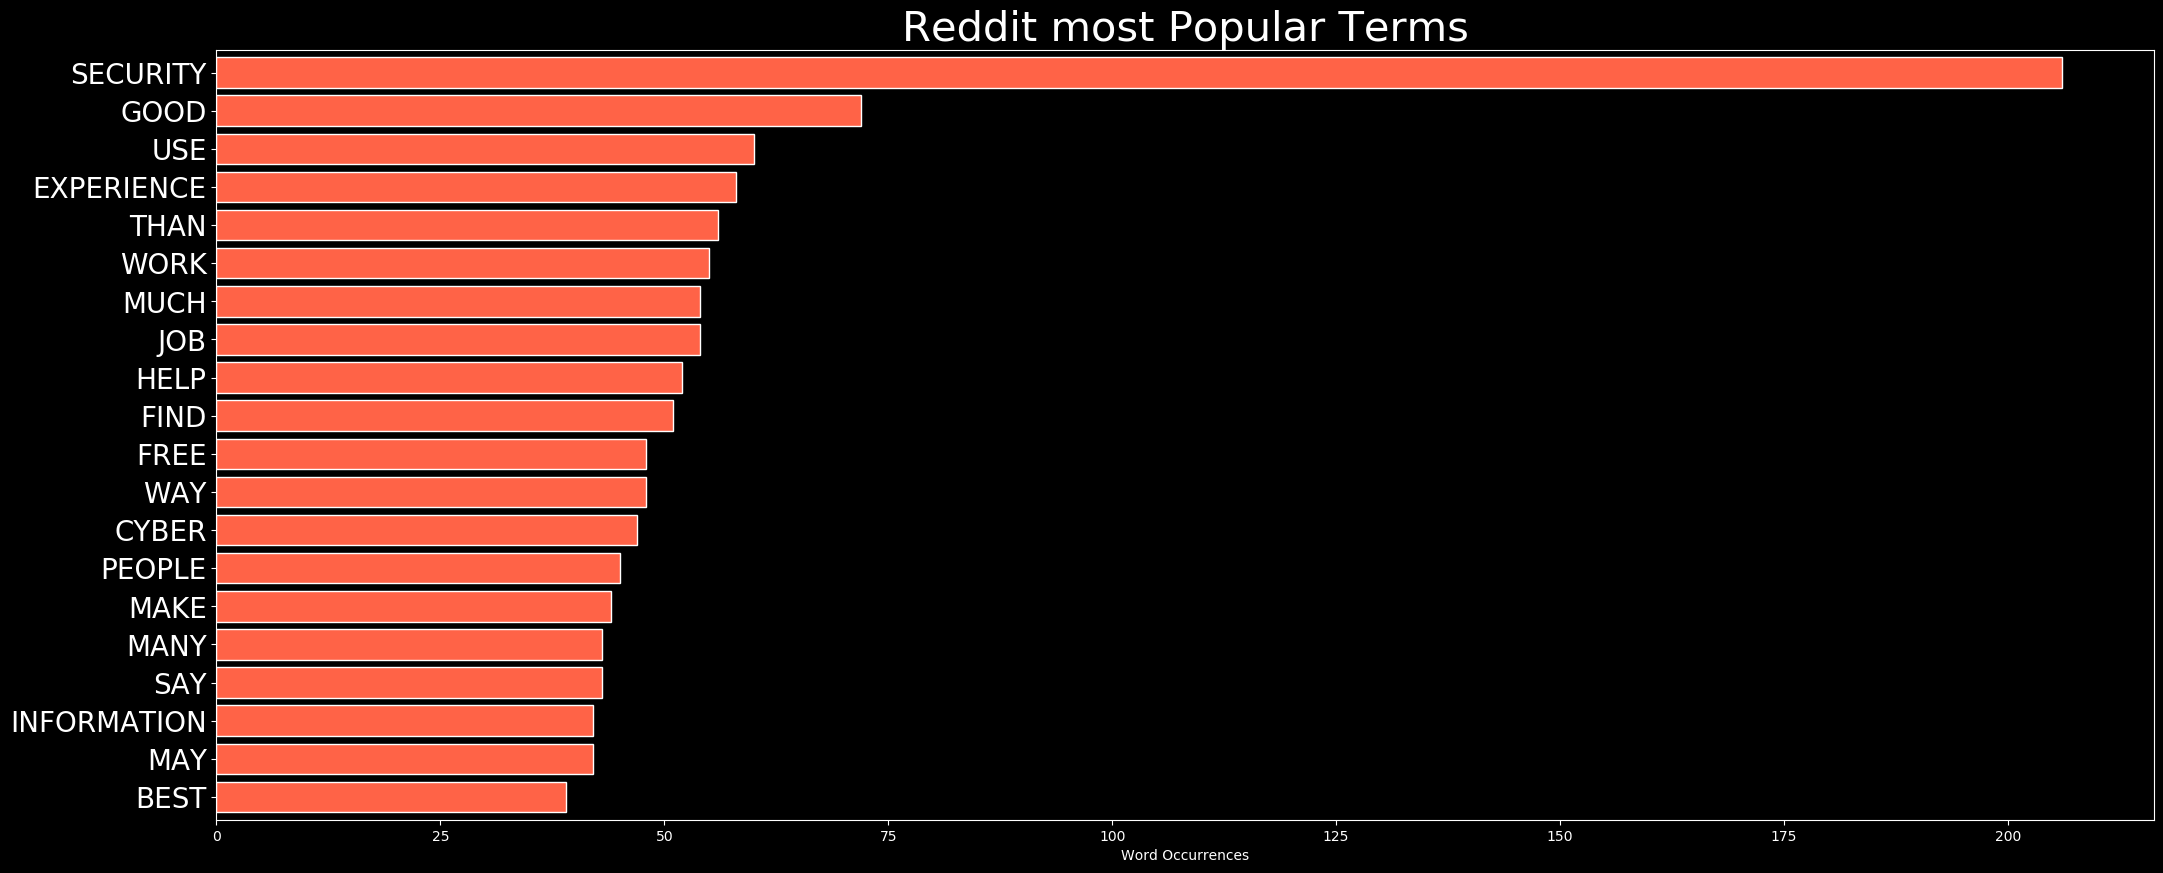 Reddit most Popular Terms
SECURITY
GOOD
USE
EXPERIENCE
THAN
WORK
MUCH
JOB
HELP
FIND
FREE
WAY
CYBER
PEOPLE
MAKE
MANY
SAY
INFORMATION
MAY
BEST
0 25 50 75 100 125 150 175 200
Word Occurrences